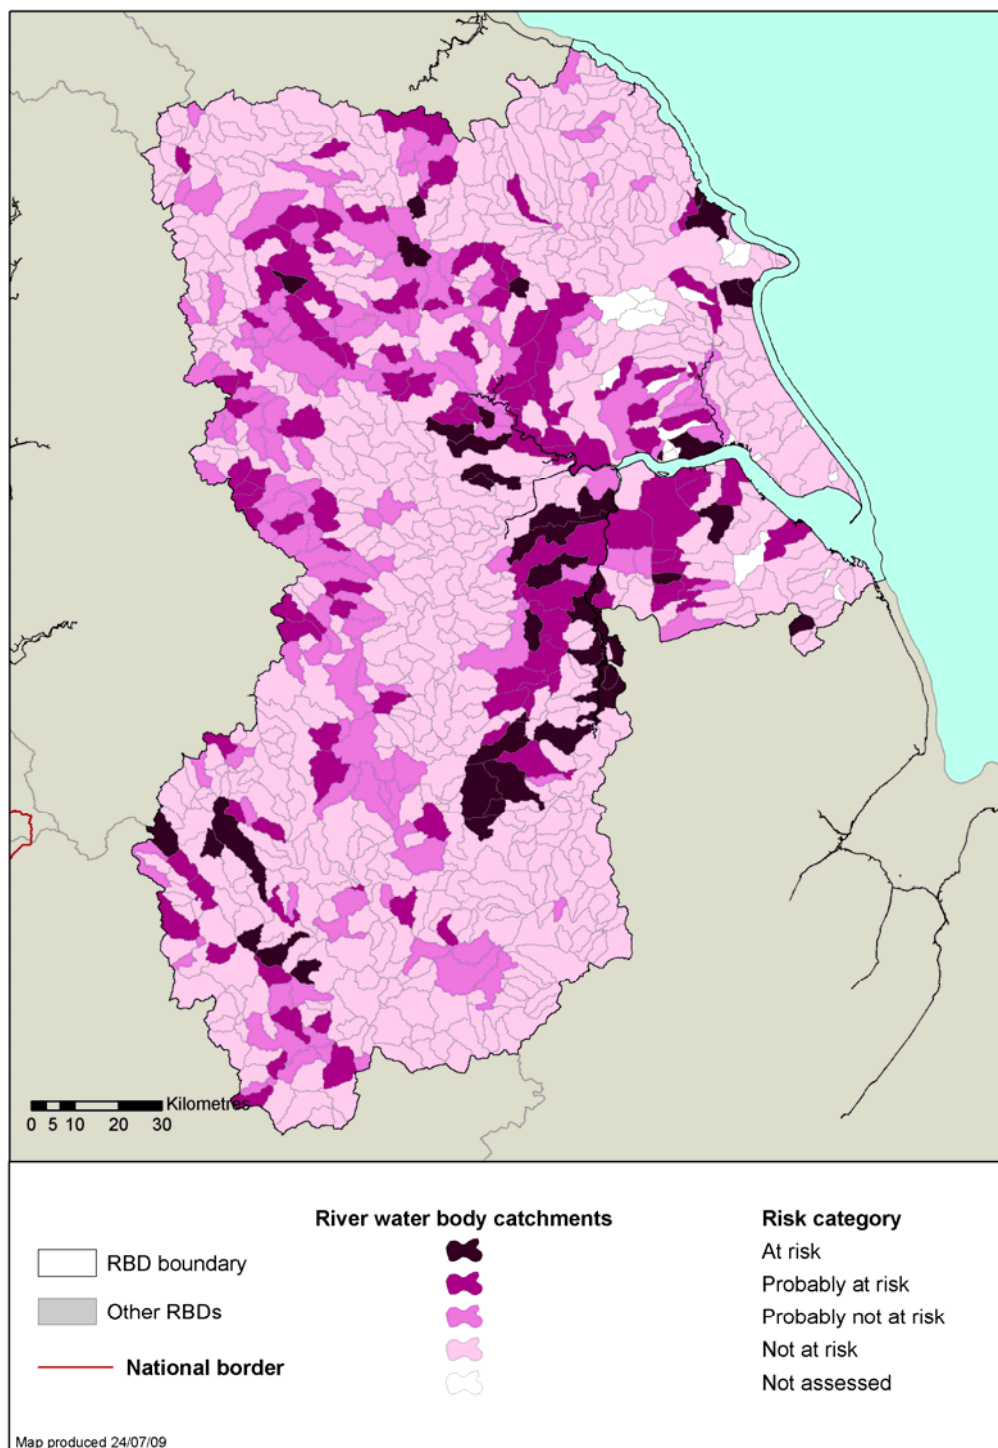 Kilometres
0 5 10 20 30
River water body catchments
Risk category
RBD boundary
At risk
Probably at risk
Other RBDs
Probably not at risk
Not at risk
National border
Not assessed
Map produced 24/07/09